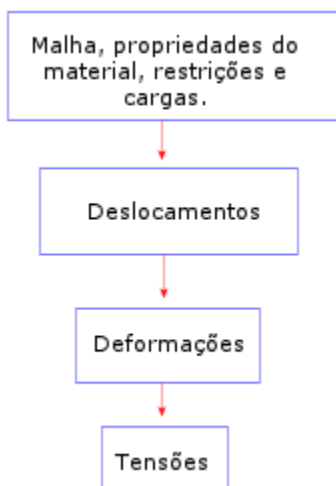 Malha, propriedades do
material, restrições e
cargas.
Deslocamentos
Deformações
Tensões